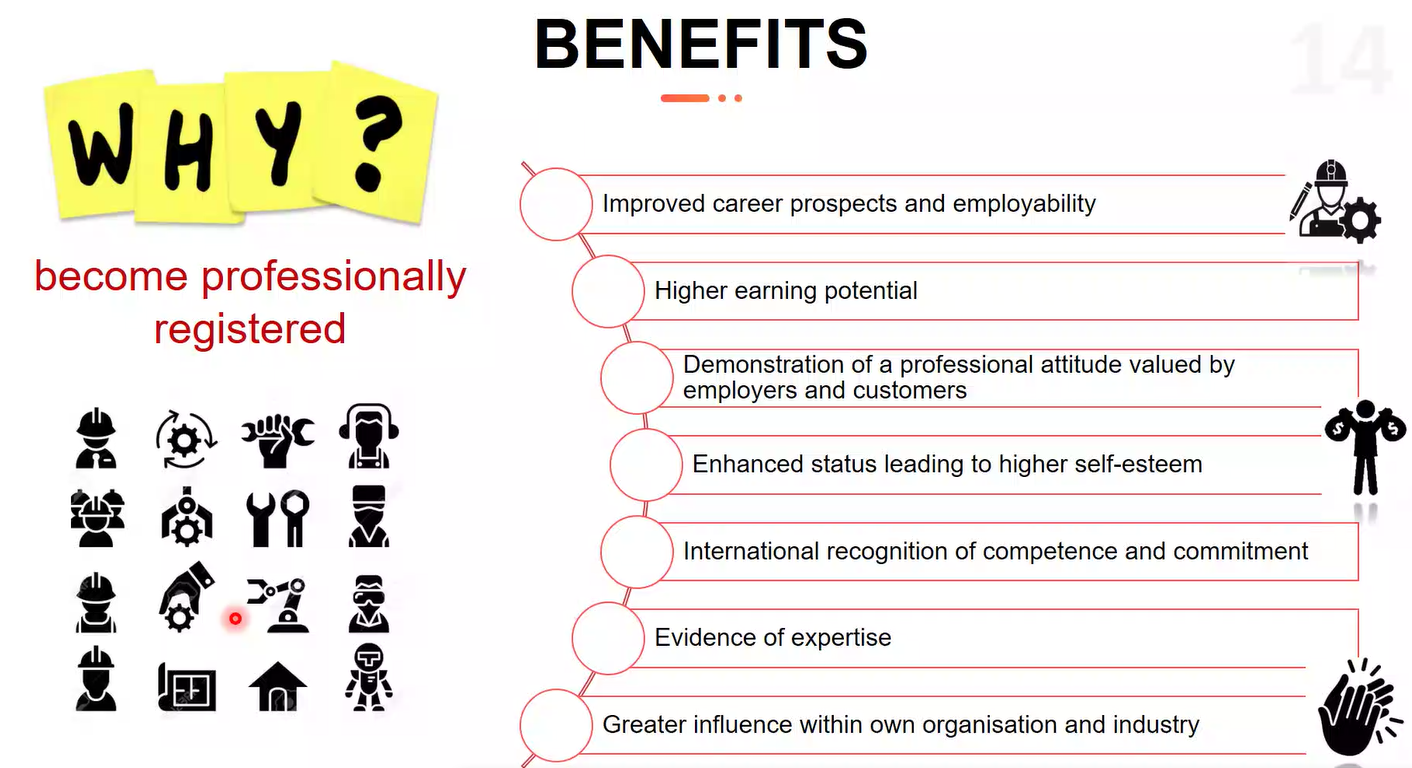 BENEFITS
14
WHY?
become professionally
registered
Improved career prospects and employability
Higher earning potential
Demonstration of a professional attitude valued by
employers and customers
Enhanced status leading to higher self-esteem
International recognition of competence and commitment
Evidence of expertise
Greater influence within own organisation and industry
$ $